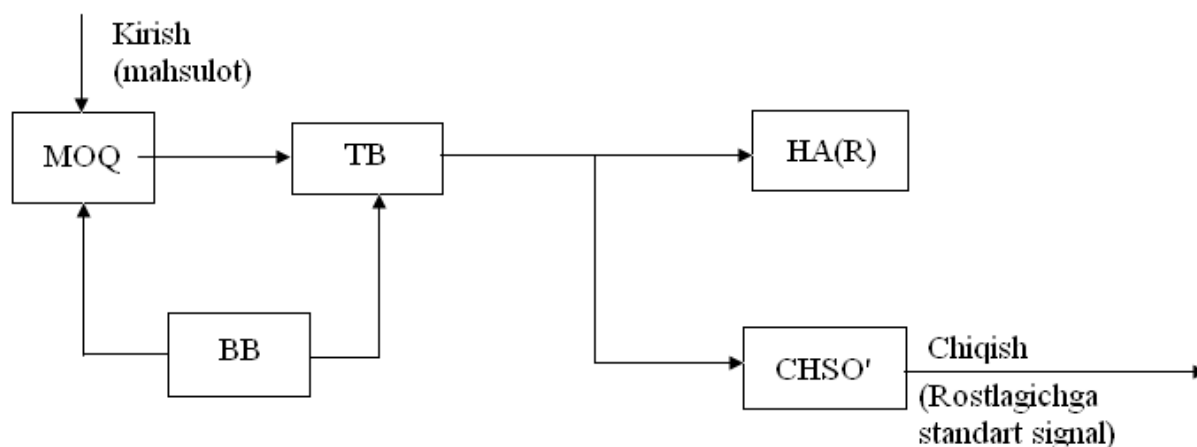 Kirish
(mahsulot)
MOQ
TB
HA(R)
BB
CHSO'
Chiqish
(Rostlagichga
standart signal)